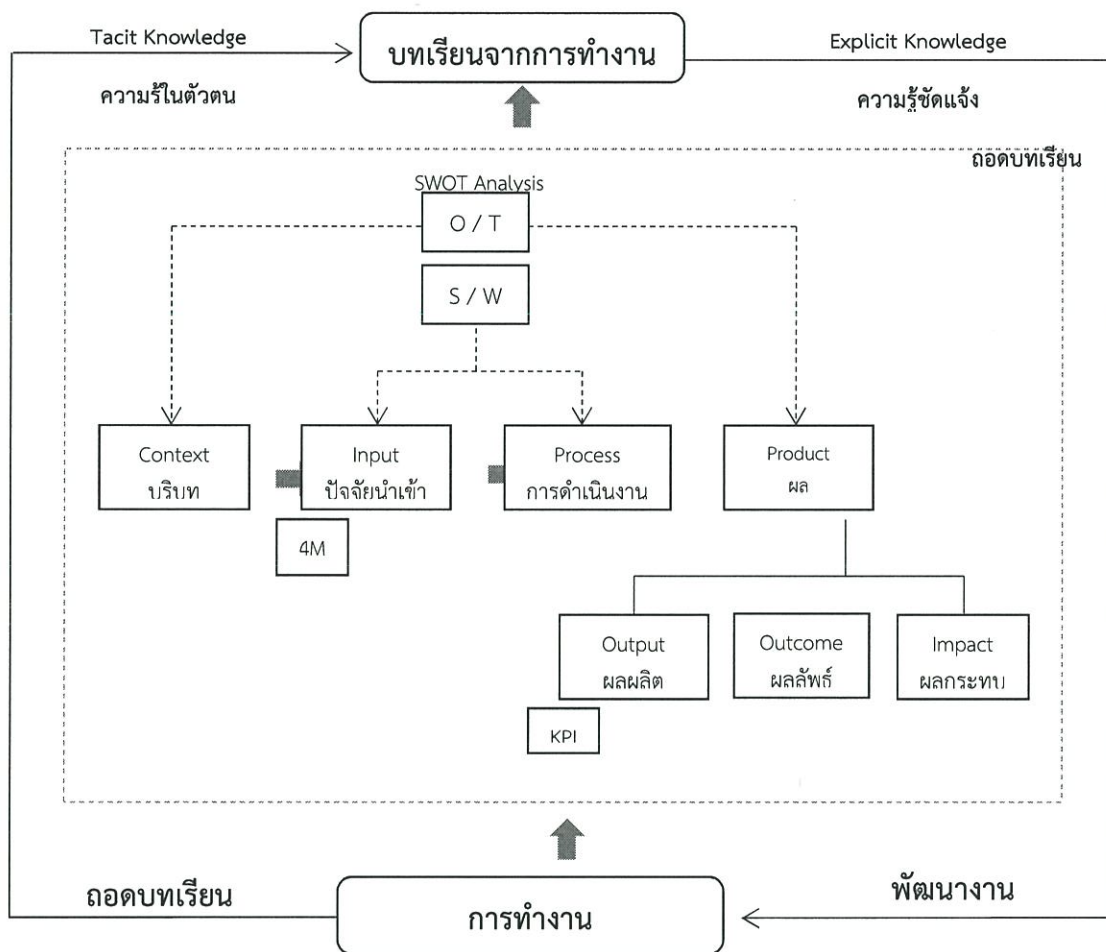 Tacit Knowledge
บทเรียนจากการทำงาน
Explicit Knowledge
ความรู้ในตัวตน
ความรู้ชัดแจ้ง
ถอดบทเรียน
SWOT Analysis
O / T
S / W
Context
บริบท
Input
ปัจจัยนำเข้า
Process
การดำเนินงาน
Product
ผล
4M
Output
ผลผลิต
Outcome
ผลลัพธ์
Impact
ผลกระทบ
KPI
ถอดบทเรียน
การทำงาน
พัฒนางาน